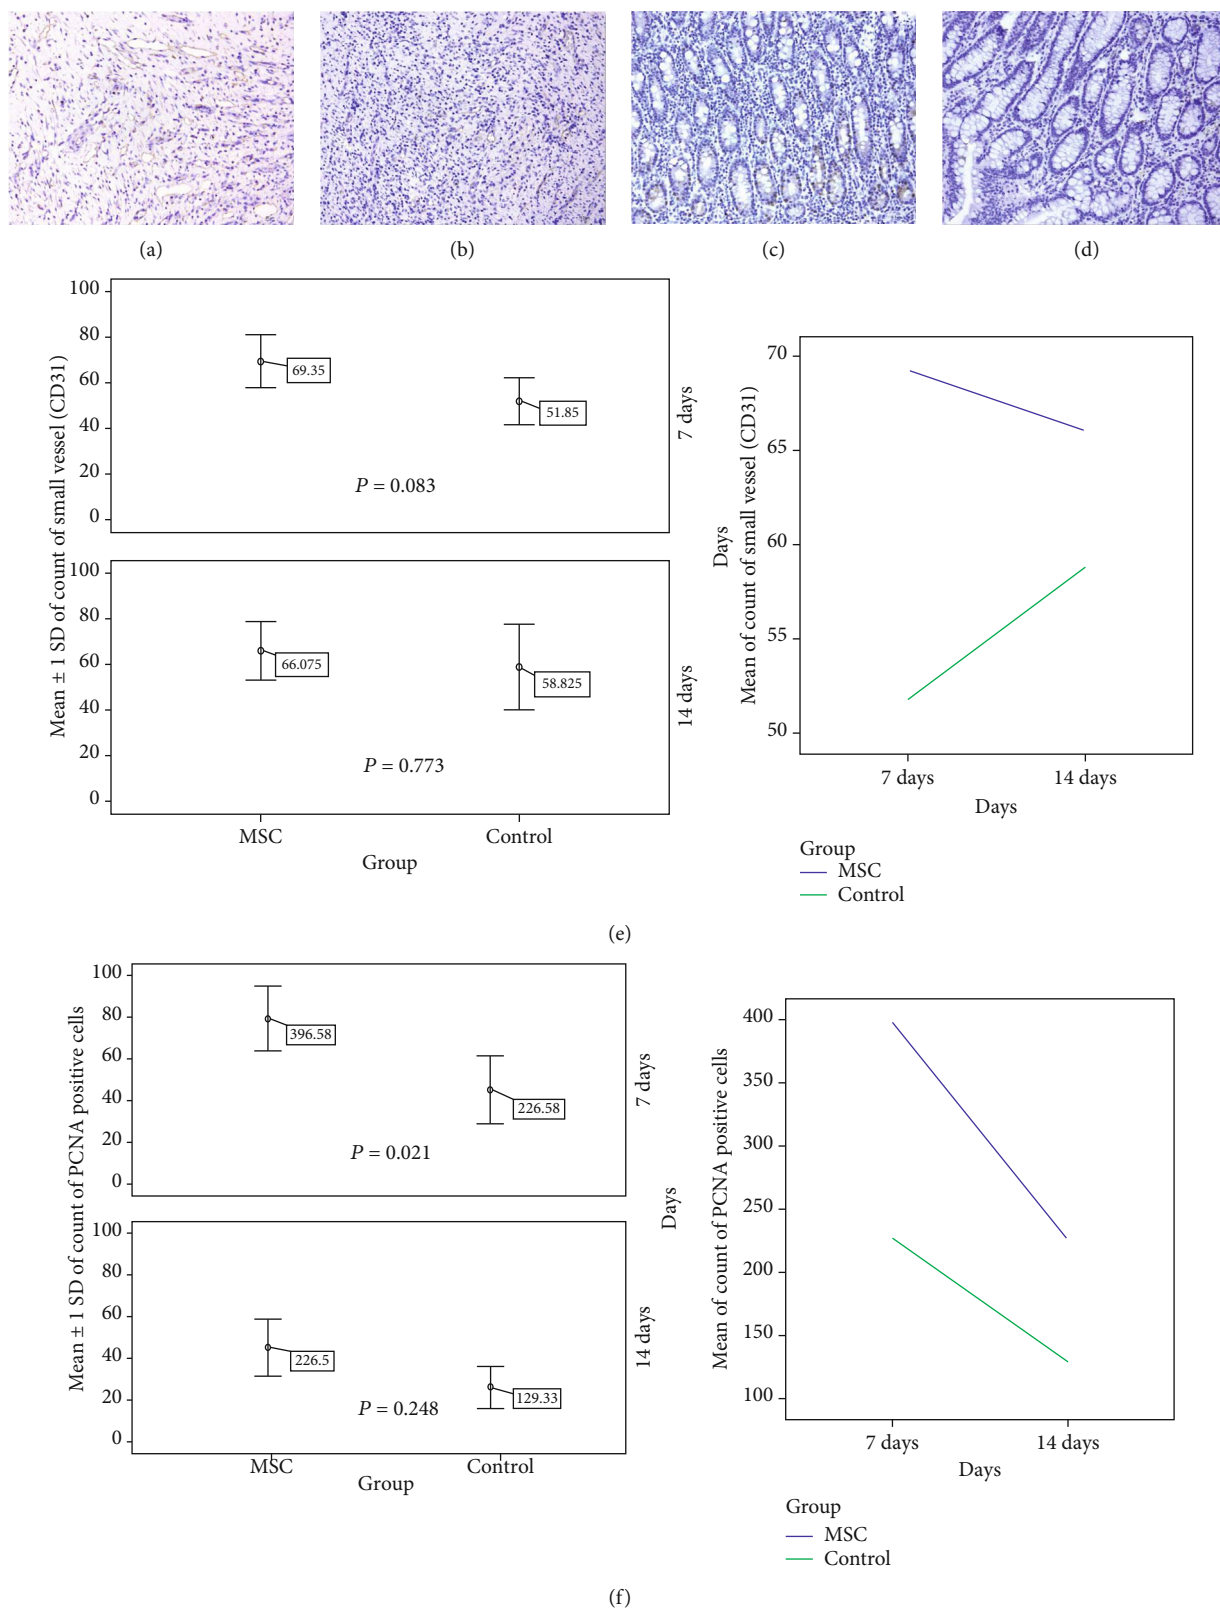 (a)
(b)
(c)
(d)
Mean ± 1 SD of count of small vessel (CD31)
100
80
60
40
20
0
69.35
51.85
P = 0.083
7 days
100
80
60
40
20
0
66.075
58.825
P = 0.773
14 days
Days
MSC
Control
Group
Mean of count of small vessel (CD31)
70
65
60
55
50
7 days
14 days
Days
Group
MSC
Control
(e)
Mean ± 1 SD of count of PCNA positive cells
100
80
60
40
20
0
396.58
226.58
P = 0.021
7 days
100
80
60
40
20
0
226.5
129.33
P = 0.248
14 days
Days
MSC
Control
Group
Mean of count of PCNA positive cells
400
350
300
250
200
150
100
7 days
14 days
Days
Group
MSC
Control
(f)